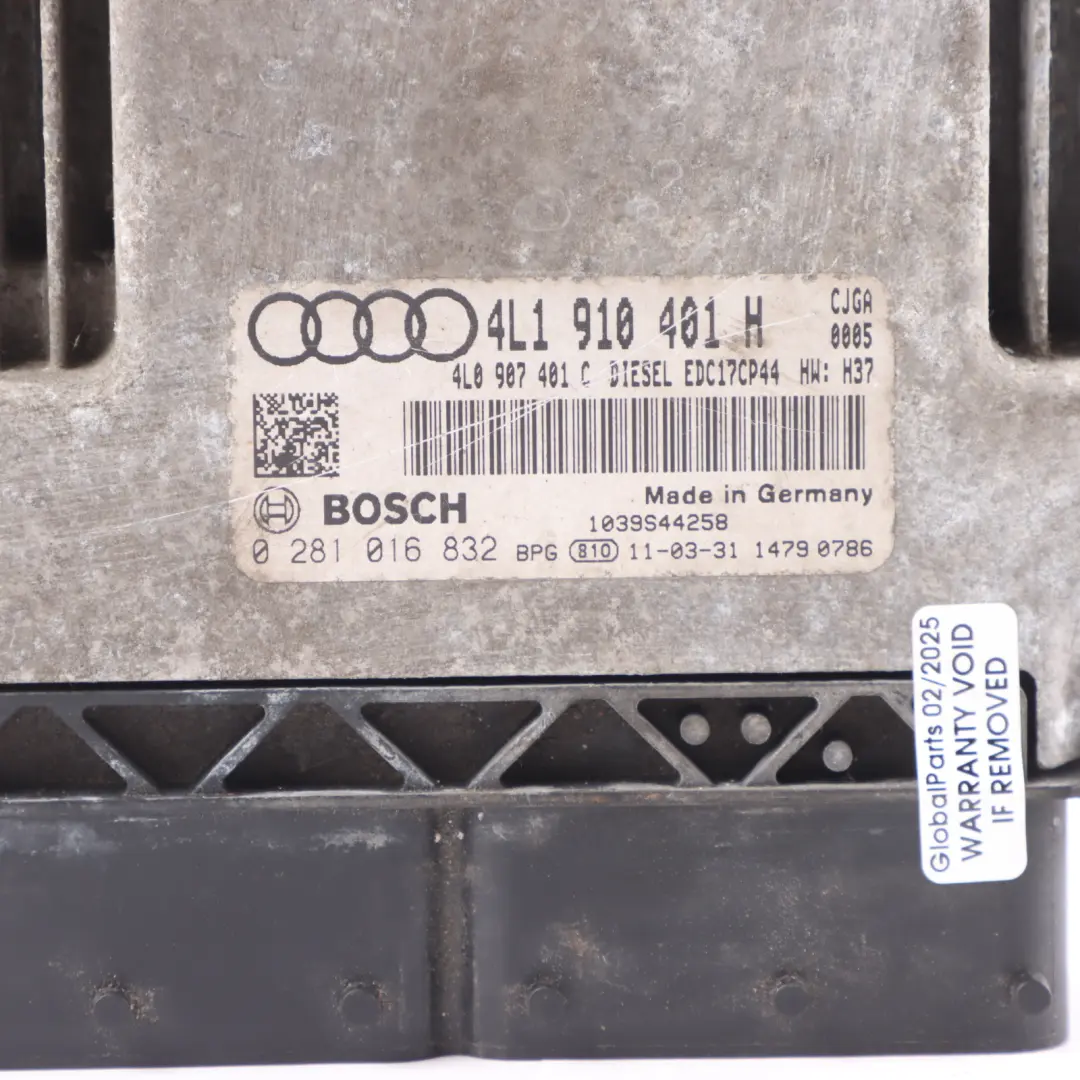 4L1 910 401 H
CJGA
0005
4L0 907 401 C DIESEL EDC17CP44 HW: H37
BOSCH
Made in Germany
1039S44258
0 281 016 832 BPG 810 11-03-31 1479 0786
GlobalParts 02/2025
WARRANTY VOID
IF REMOVED